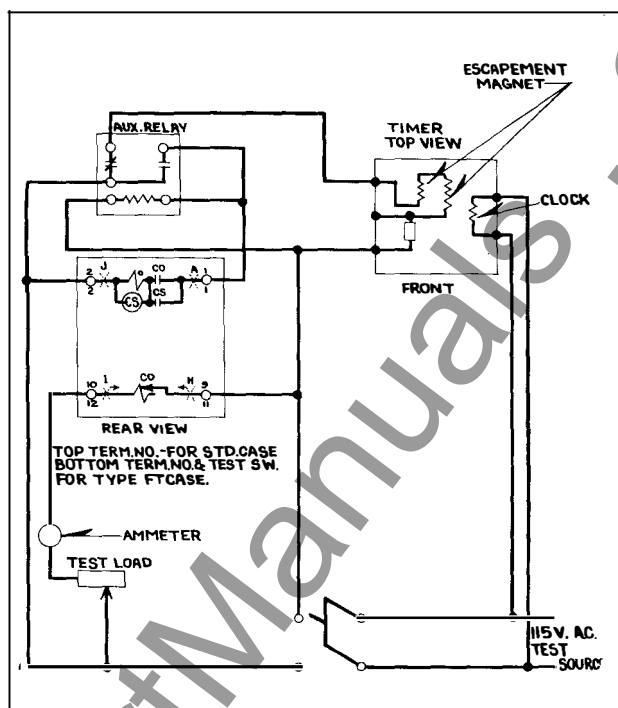 ESCAPEMENT
MAGNET
AUX. RELAY
TIMER
TOP VIEW
CLOCK
FRONT
2 J CO A 1
2 CS 1
CS
10 I CO H 9
12 11
REAR VIEW
TOP TERM.NO.-FOR STD.CASE
BOTTOM TERM.NO.& TEST SW.
FOR TYPE FT CASE.
AMMETER
TEST LOAD
115V. A.C.
TEST
SOURC
rtManuals